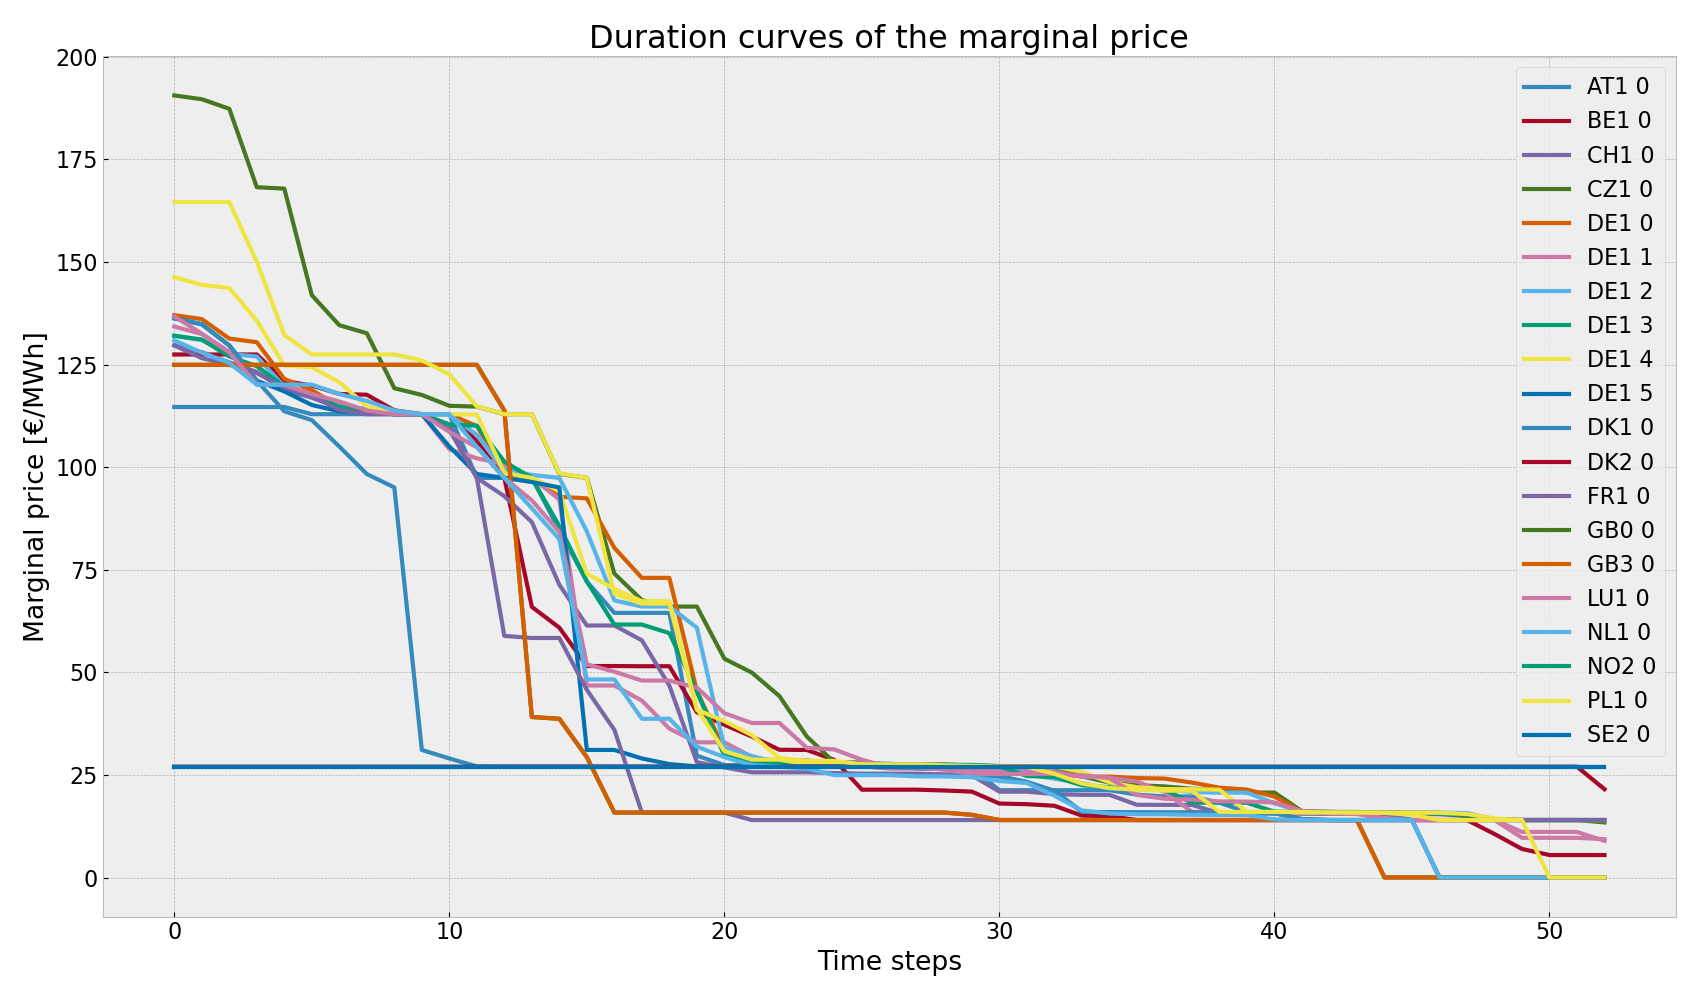 Duration curves of the marginal price
Marginal price [€/MWh]
200
175
150
125
100
75
50
25
0
0 10 20 30 40 50
Time steps
AT1 0
BE1 0
CH1 0
CZ1 0
DE1 0
DE1 1
DE1 2
DE1 3
DE1 4
DE1 5
DK1 0
DK2 0
FR1 0
GB0 0
GB3 0
LU1 0
NL1 0
NO2 0
PL1 0
SE2 0